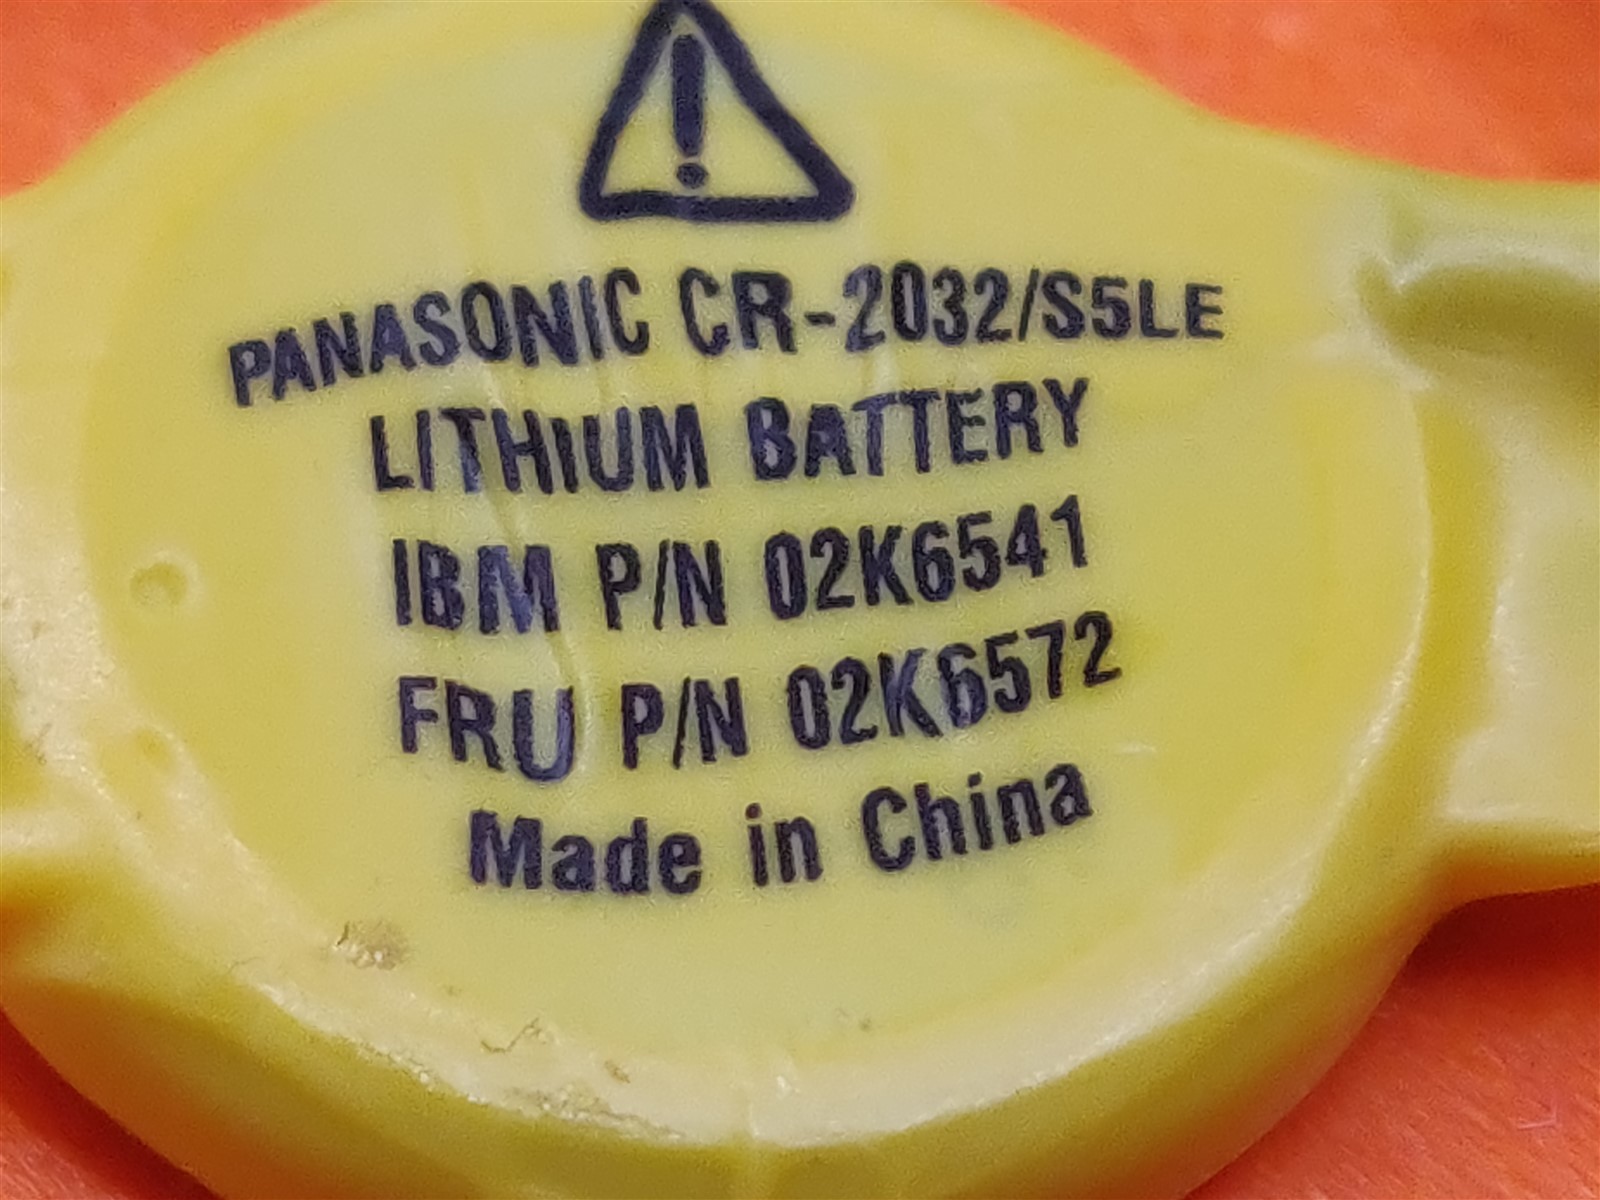 PANASONIC CR-2032/S5LE
LITHIUM BATTERY
IBM P/N 02K6541
FRU P/N 02K6572
Made in China